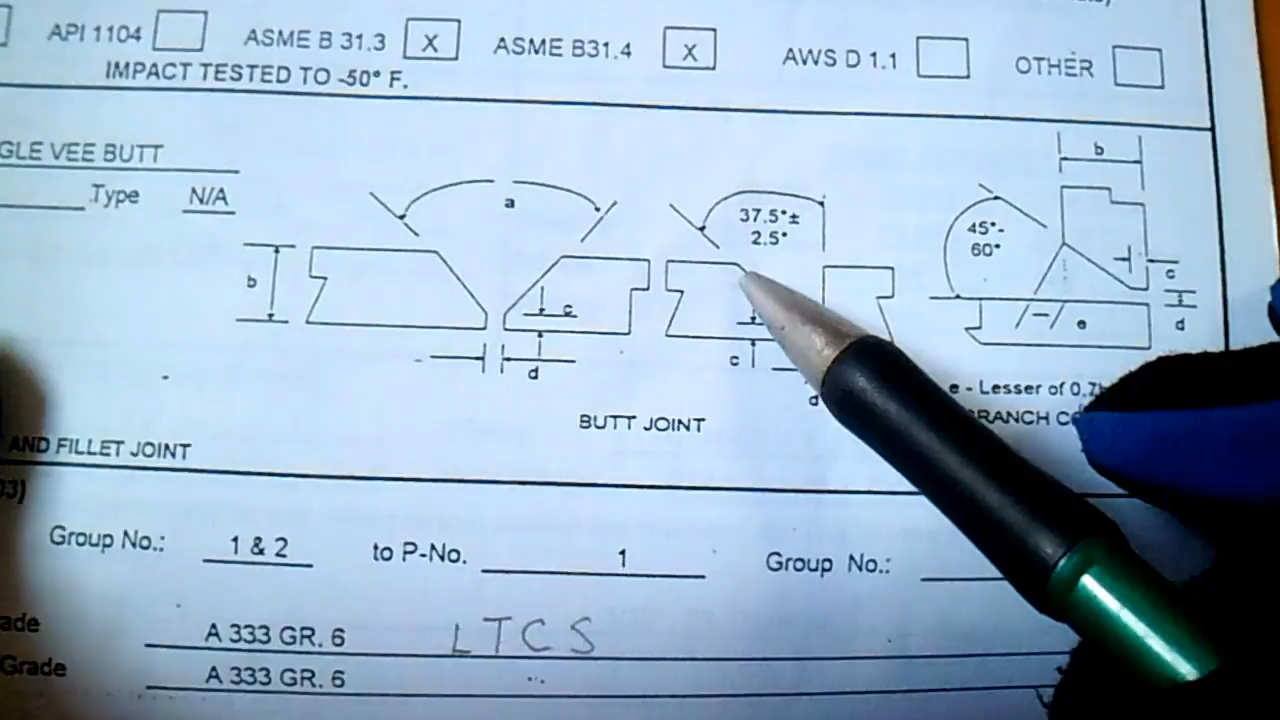 API 1104 ASME B 31.3 X ASME B31.4 X AWS D 1.1 OTHER
IMPACT TESTED TO -50° F.
GLE VEE BUTT
Type N/A
b
a
37.5°±
2.5°
45°-
60°
b
c
c
c
d
d
d
e
e - Lesser of 0.7
BUTT JOINT
RANCH C
AND FILLET JOINT
03)
Group No.: 1 & 2 to P-No. 1 Group No.:
ade A 333 GR. 6 LTCS
Grade A 333 GR. 6